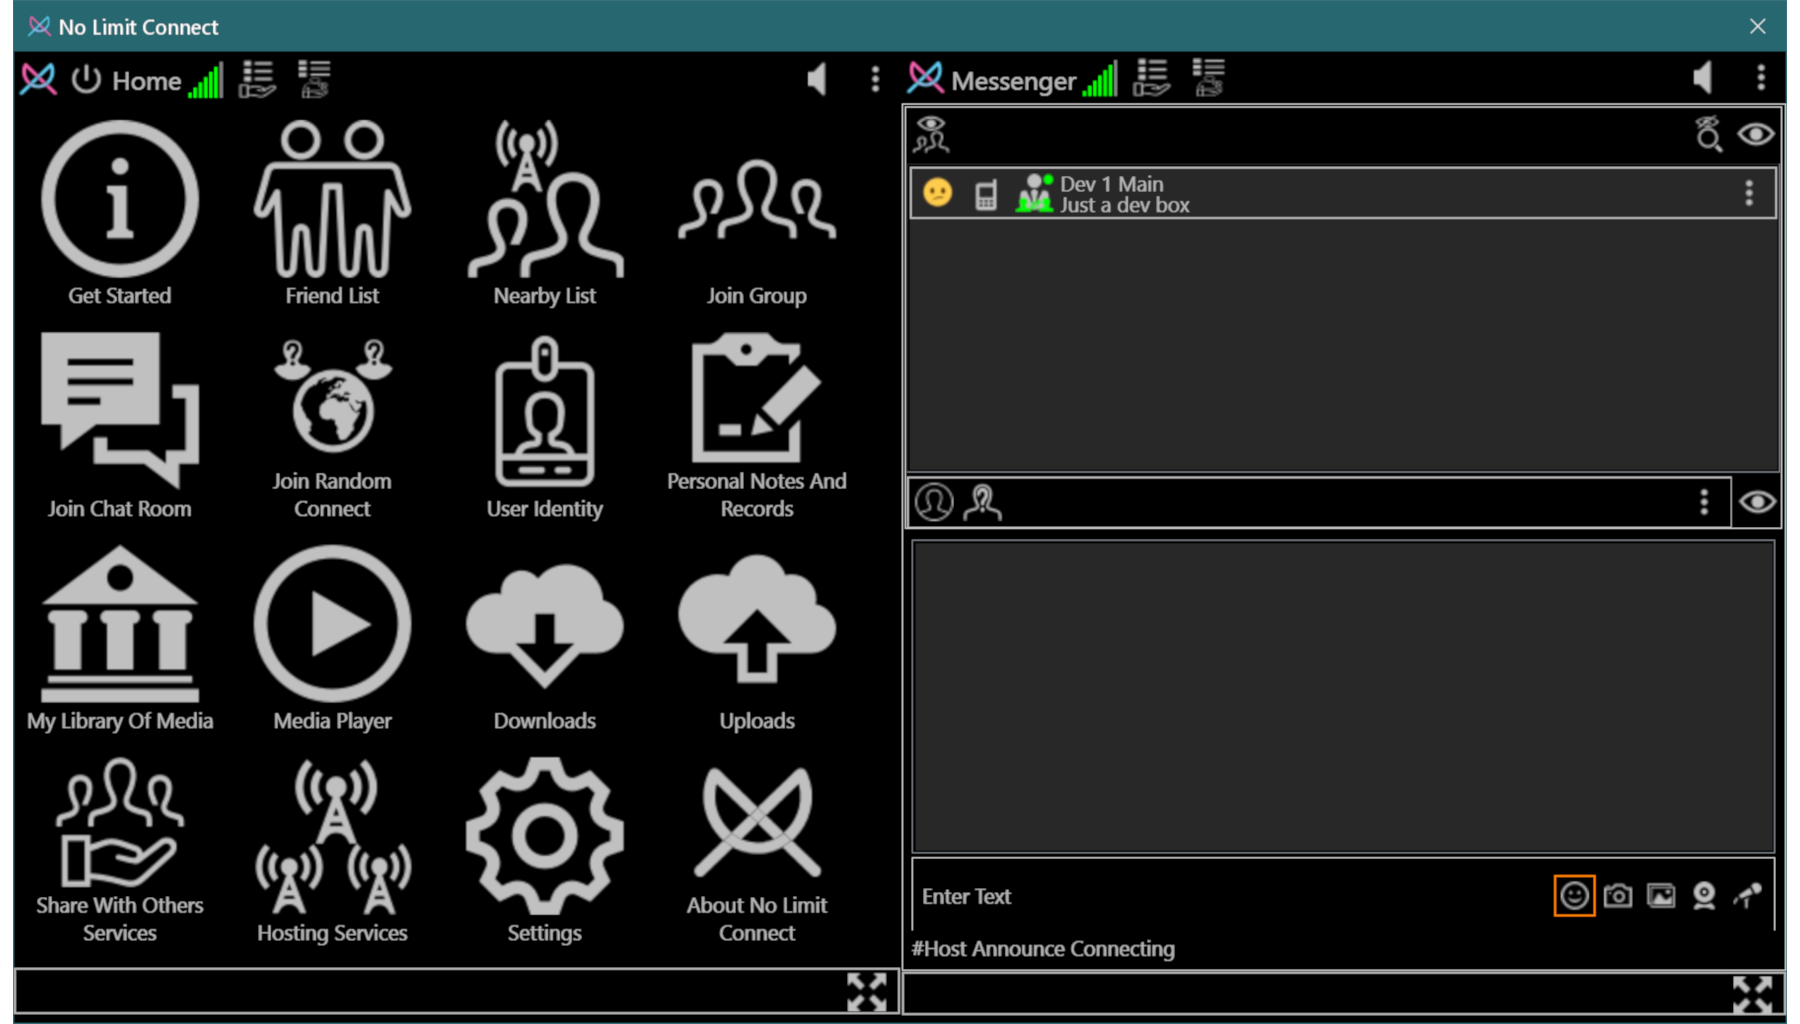 No Limit Connect
Home
Messenger
Get Started
Friend List
Nearby List
Join Group
Join Chat Room
Join Random
Connect
User Identity
Personal Notes And
Records
My Library Of Media
Media Player
Downloads
Uploads
Share With Others
Services
Hosting Services
Settings
About No Limit
Connect
Dev 1 Main
Just a dev box
Enter Text
#Host Announce Connecting